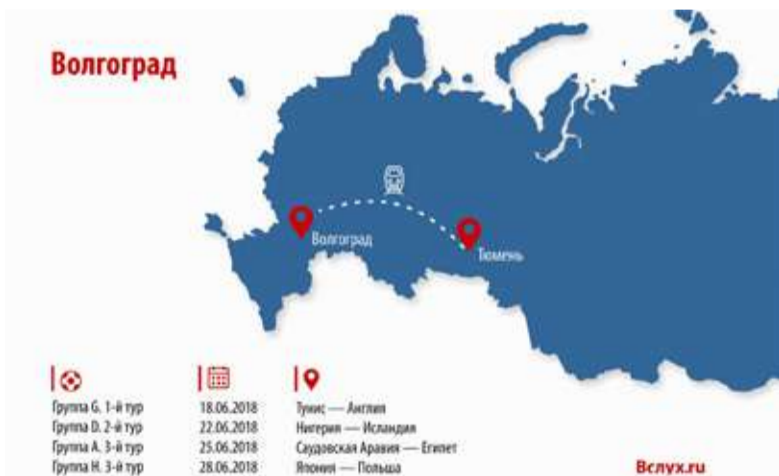 Волгоград
Волгоград
Тюмень
Группа G. 1-й тур 18.06.2018 Тунис — Англия
Группа D. 2-й тур 22.06.2018 Нигерия — Исландия
Группа A. 3-й тур 25.06.2018 Саудовская Аравия — Египет
Группа H. 3-й тур 28.06.2018 Япония — Польша
Вслух.ru